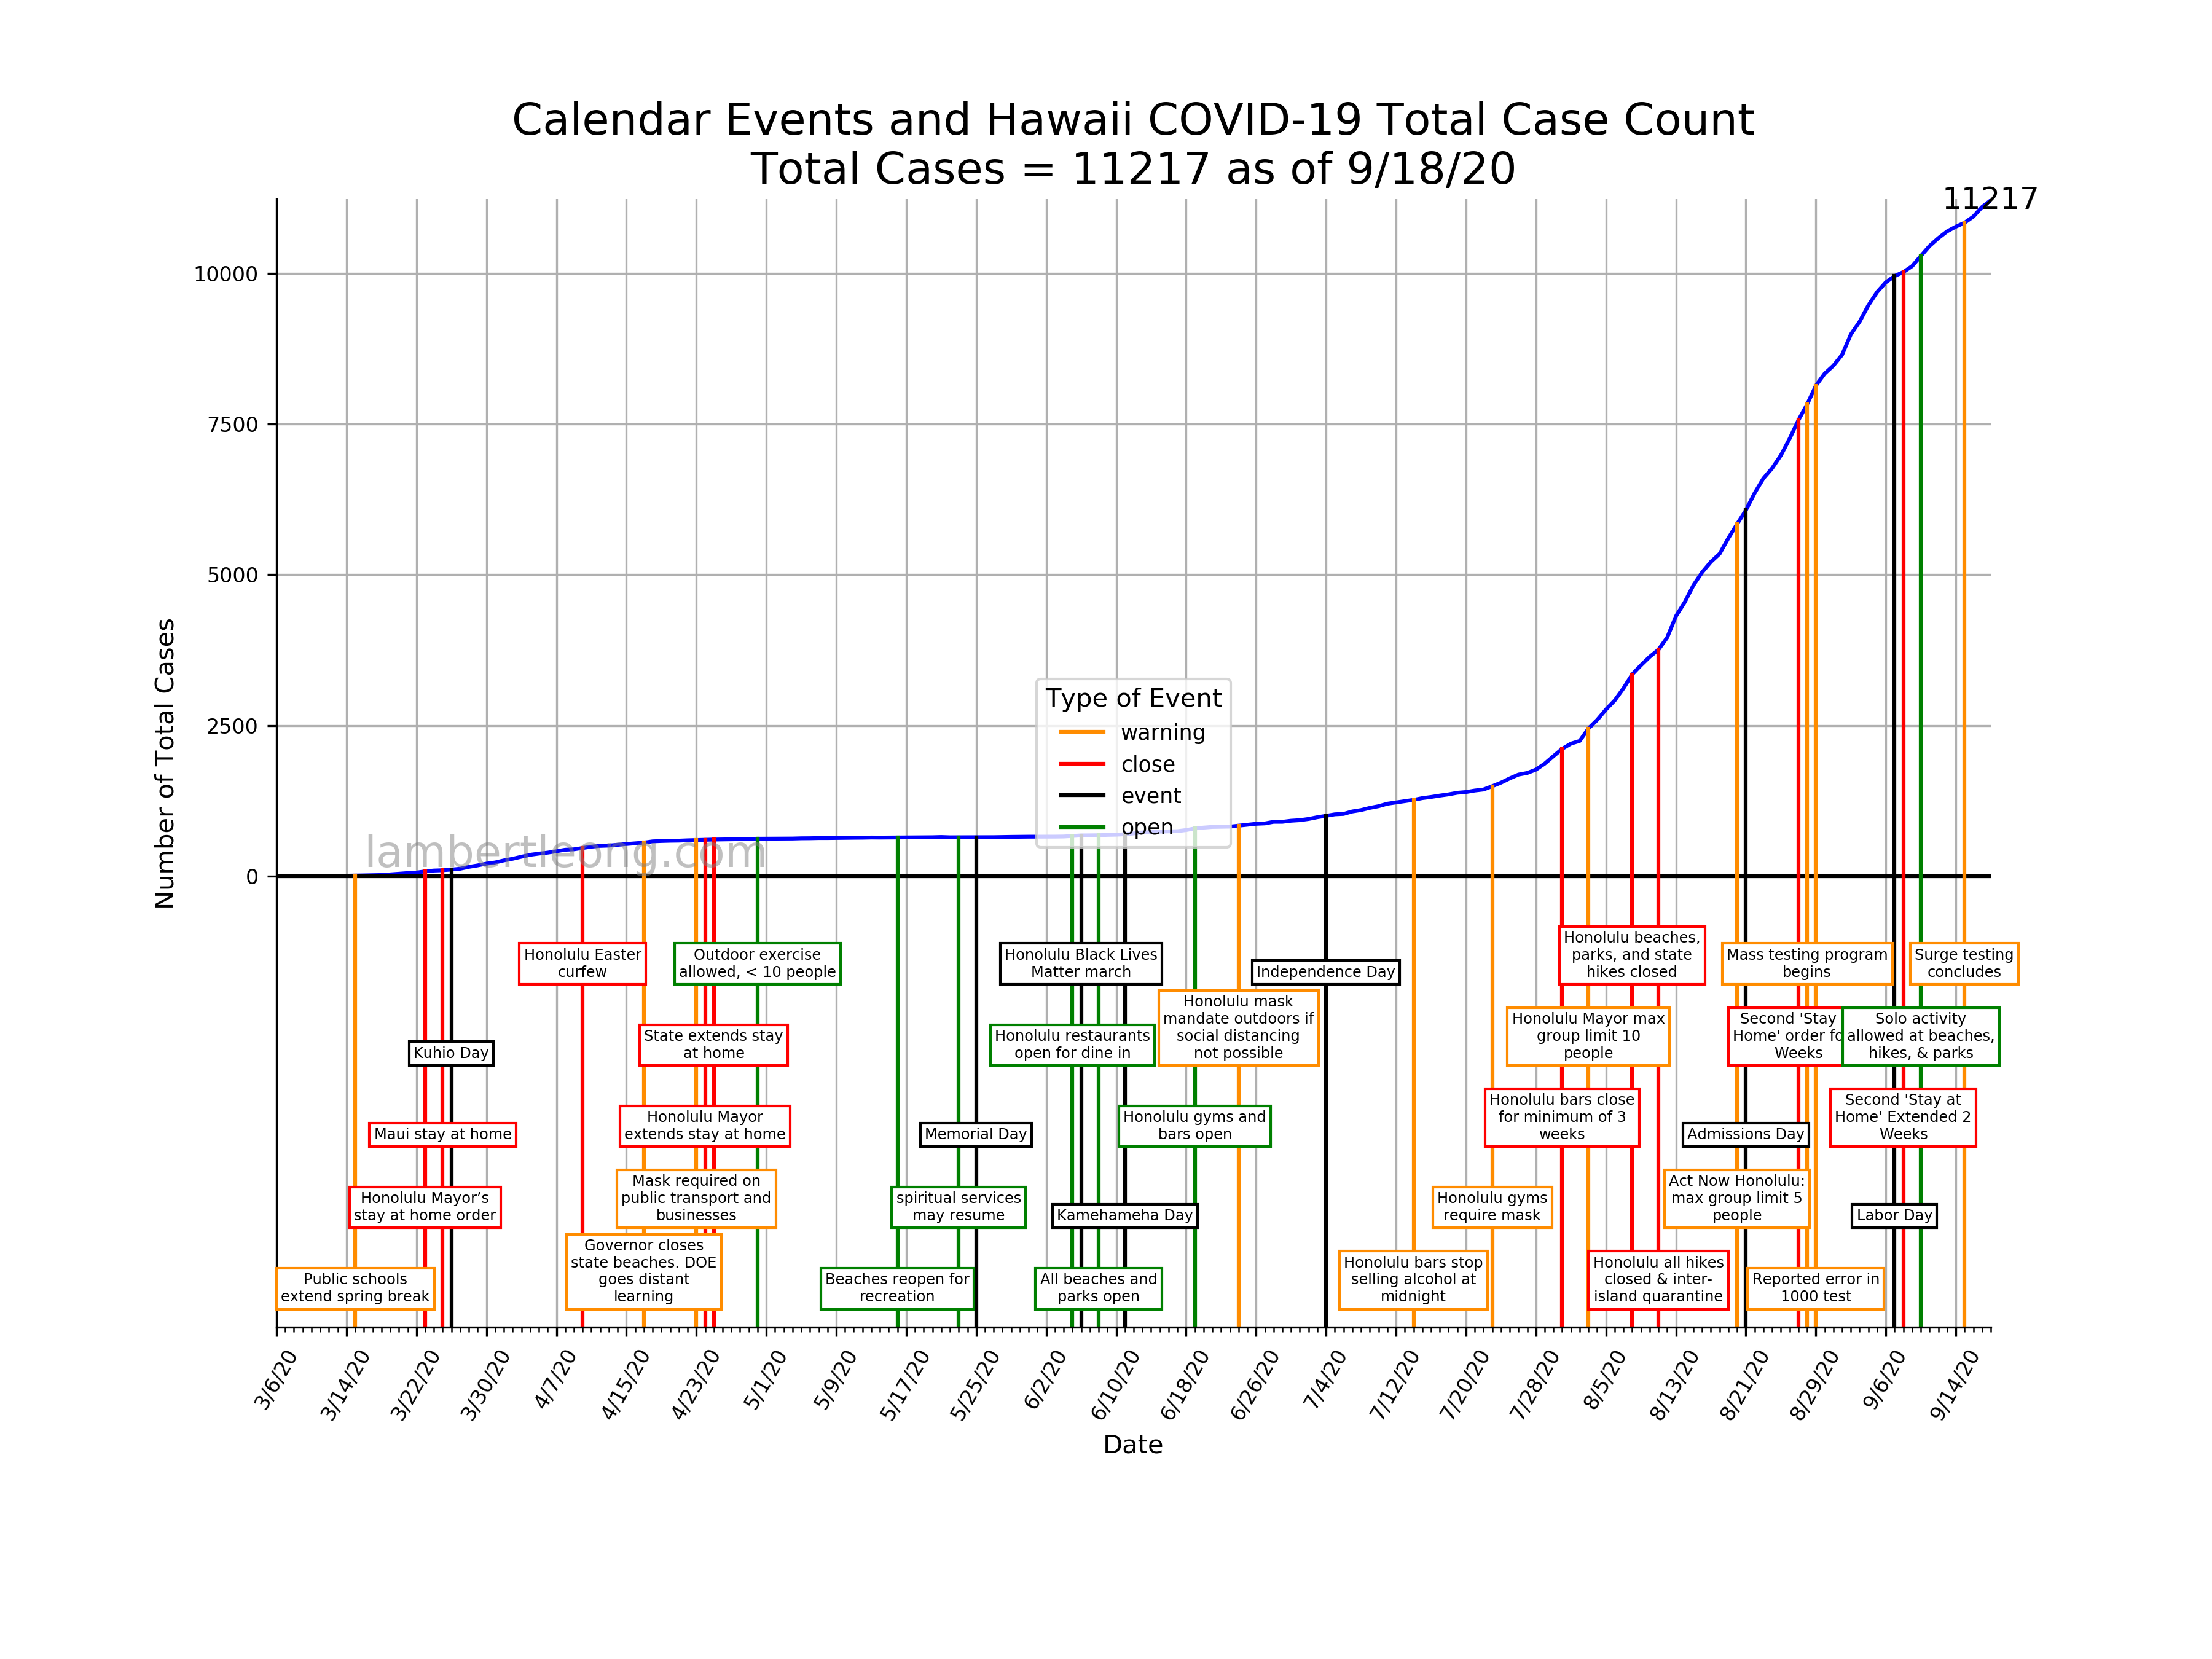 Calendar Events and Hawaii COVID-19 Total Case Count
Total Cases = 11217 as of 9/18/20
11217
10000
7500
5000
2500
0
Number of Total Cases
lambertleong.com
Type of Event
warning
close
event
open
Honolulu Easter
curfew
Outdoor exercise
allowed, < 10 people
Honolulu Black Lives
Matter march
Independence Day
Honolulu beaches,
parks, and state
hikes closed
Mass testing program
begins
Surge testing
concludes
Kuhio Day
State extends stay
at home
Honolulu restaurants
open for dine in
Honolulu mask
mandate outdoors if
social distancing
not possible
Honolulu Mayor max
group limit 10
people
Second 'Stay
Home' order
Weeks
Solo activity
allowed at beaches,
hikes, & parks
Maui stay at home
Honolulu Mayor
extends stay at home
Memorial Day
Honolulu gyms and
bars open
Honolulu bars close
for minimum of 3
weeks
Admissions Day
Second 'Stay at
Home' Extended 2
Weeks
Honolulu Mayor’s
stay at home order
Mask required on
public transport and
businesses
spiritual services
may resume
Kamehameha Day
Honolulu gyms
require mask
Act Now Honolulu:
max group limit 5
people
Labor Day
Public schools
extend spring break
Governor closes
state beaches. DOE
goes distant
learning
Beaches reopen for
recreation
All beaches and
parks open
Honolulu bars stop
selling alcohol at
midnight
Honolulu all hikes
closed & inter-
island quarantine
Reported error in
1000 test
3/6/20
3/14/20
3/22/20
3/30/20
4/7/20
4/15/20
4/23/20
5/1/20
5/9/20
5/17/20
5/25/20
6/2/20
6/10/20
6/18/20
6/26/20
7/4/20
7/12/20
7/20/20
7/28/20
8/5/20
8/13/20
8/21/20
8/29/20
9/6/20
9/14/20
Date